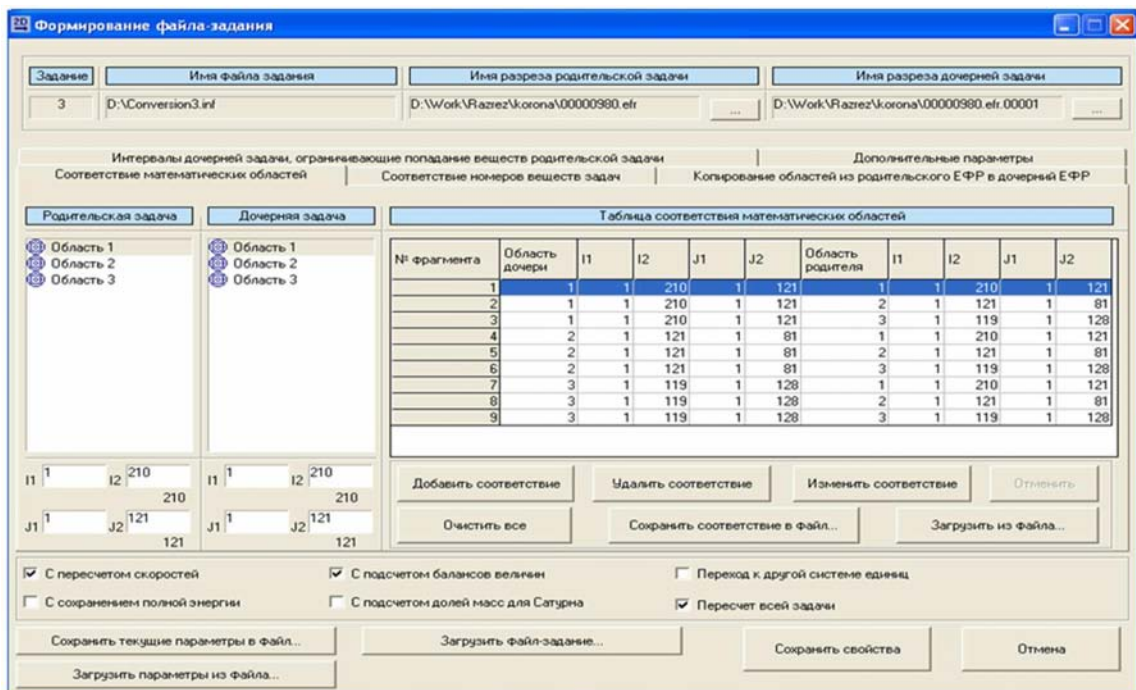 2D Формирование файла-задания
Задание Имя файла задания Имя разреза родительской задачи Имя разреза дочерней задачи
3 D:\Conversion3.inf D:\Work\Razrez\korona\00000980.efr ... D:\Work\Razrez\korona\00000980.efr.00001 ...
Интервалы дочерней задачи, ограничивающие попадание веществ родительской задачи Дополнительные параметры
Соответствие математических областей Соответствие номеров веществ задач Копирование областей из родительского ЕФР в дочерний ЕФР
Родительская задача Дочерняя задача Таблица соответствия математических областей
Область 1 Область 1
Область 2 Область 2
Область 3 Область 3
№ фрагмента Область дочери I1 I2 J1 J2 Область родителя I1 I2 J1 J2
1 1 1 210 1 121 1 1 210 1 121
2 1 1 210 1 121 2 1 121 1 81
3 1 1 210 1 121 3 1 119 1 128
4 2 1 121 1 81 1 1 210 1 121
5 2 1 121 1 81 2 1 121 1 81
6 2 1 121 1 81 3 1 119 1 128
7 3 1 119 1 128 1 1 210 1 121
8 3 1 119 1 128 2 1 121 1 81
9 3 1 119 1 128 3 1 119 1 128
I1 1 I2 210 I1 1 I2 210
210 210
J1 1 J2 121 J1 1 J2 121
121 121
Добавить соответствие Удалить соответствие Изменить соответствие Отменить
Очистить все Сохранить соответствие в файл... Загрузить из файла...
С пересчетом скоростей С подсчетом балансов величин Переход к другой системе единиц
С сохранением полной энергии С подсчетом долей масс для Сатурна Пересчет всей задачи
Сохранить текущие параметры в файл... Загрузить файл-задание... Сохранить свойства Отмена
Загрузить параметры из файла...